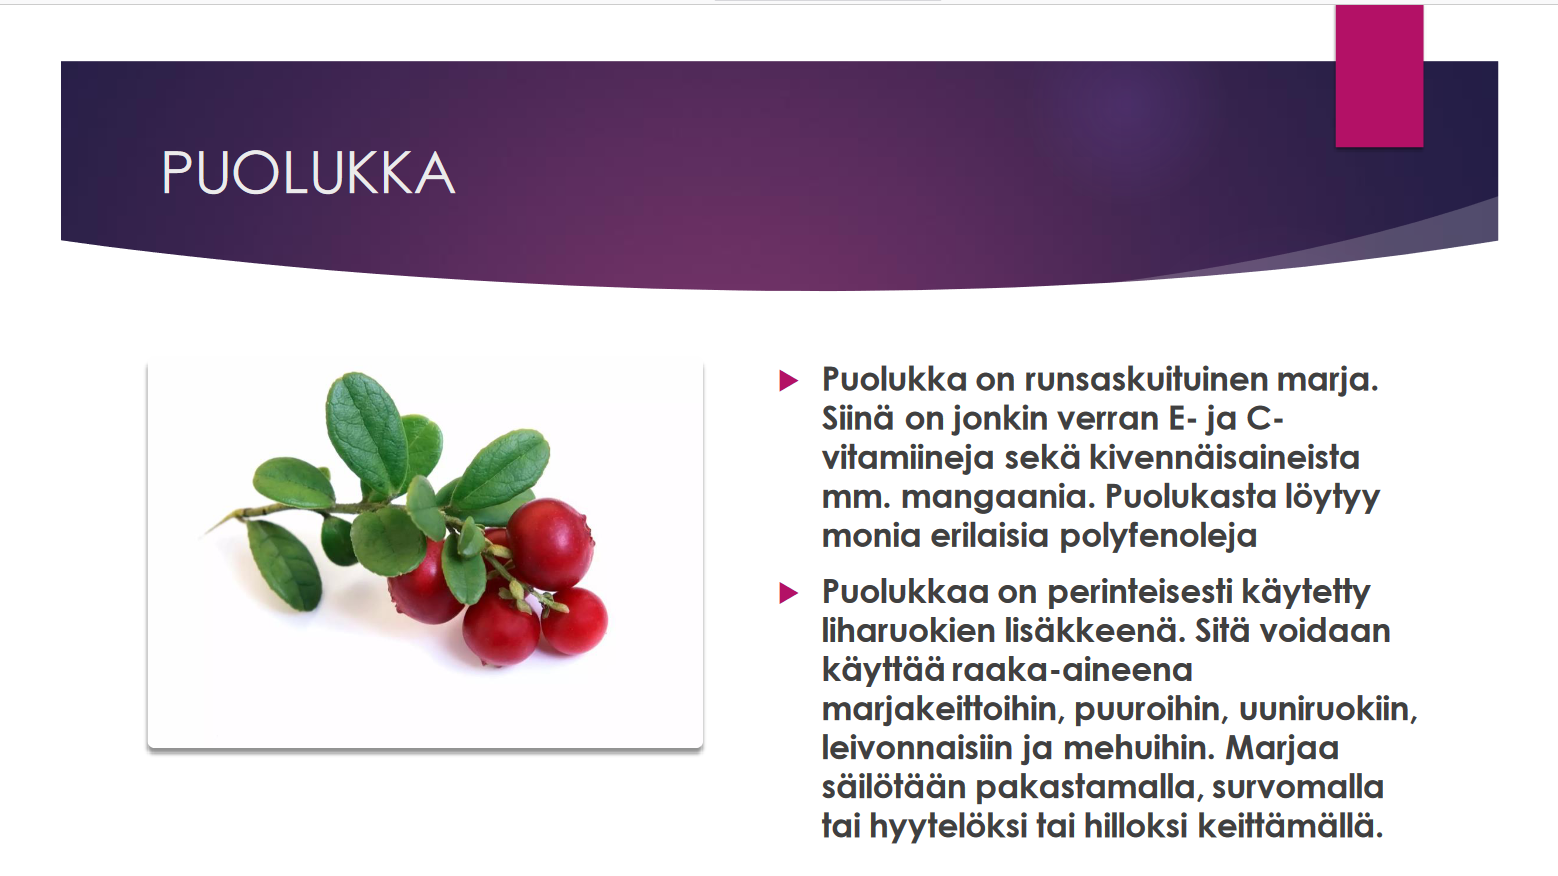 PUOLUKKA
Puolukka on runsaskuituinen marja.
Siinä on jonkin verran E- ja C-
vitamiineja sekä kivennäisaineista
mm. mangaania. Puolukasta löytyy
monia erilaisia polyfenoleja
Puolukkaa on perinteisesti käytetty
liharuokien lisäkkeenä. Sitä voidaan
käyttää raaka-aineena
marjakeittoihin, puuroihin, uuniruokiin,
leivonnaisiin ja mehuihin. Marjaa
säilötään pakastamalla, survomalla
tai hyytelöksi tai hilloksi keittämällä.